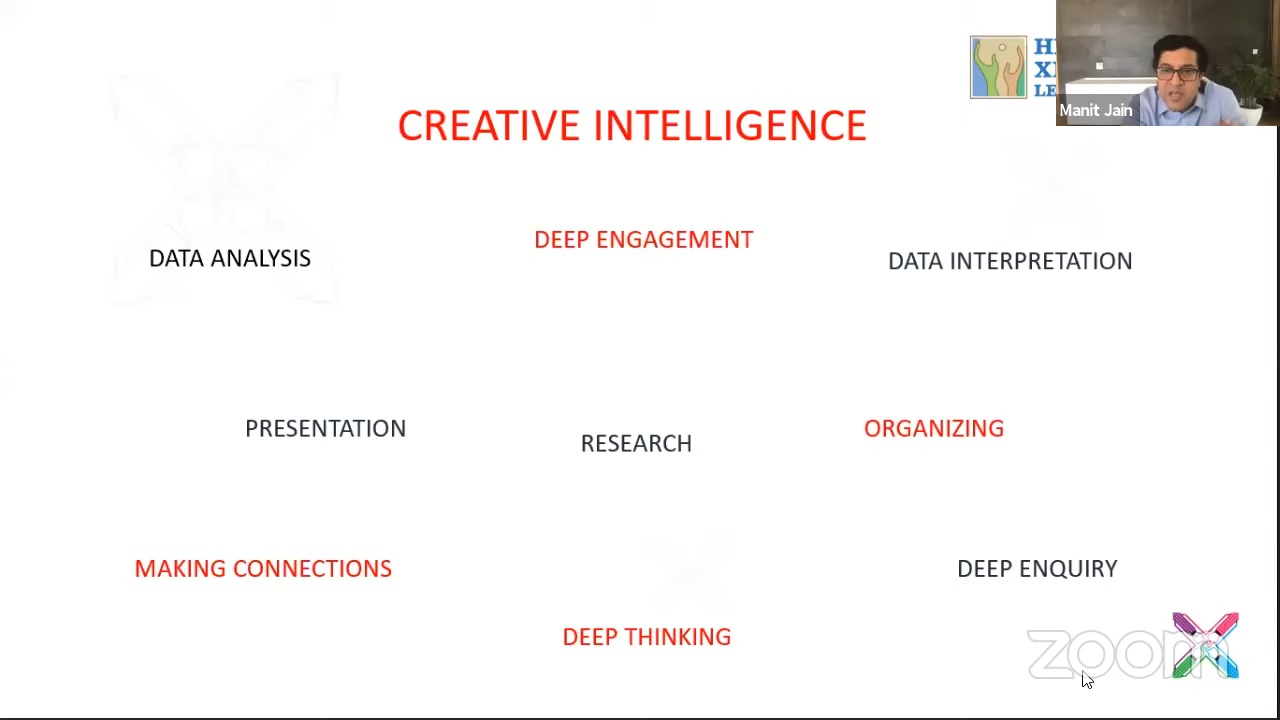 H
X
LE
Manit Jain
CREATIVE INTELLIGENCE
DEEP ENGAGEMENT
DATA ANALYSIS
DATA INTERPRETATION
PRESENTATION
RESEARCH
ORGANIZING
MAKING CONNECTIONS
DEEP ENQUIRY
DEEP THINKING
zoom